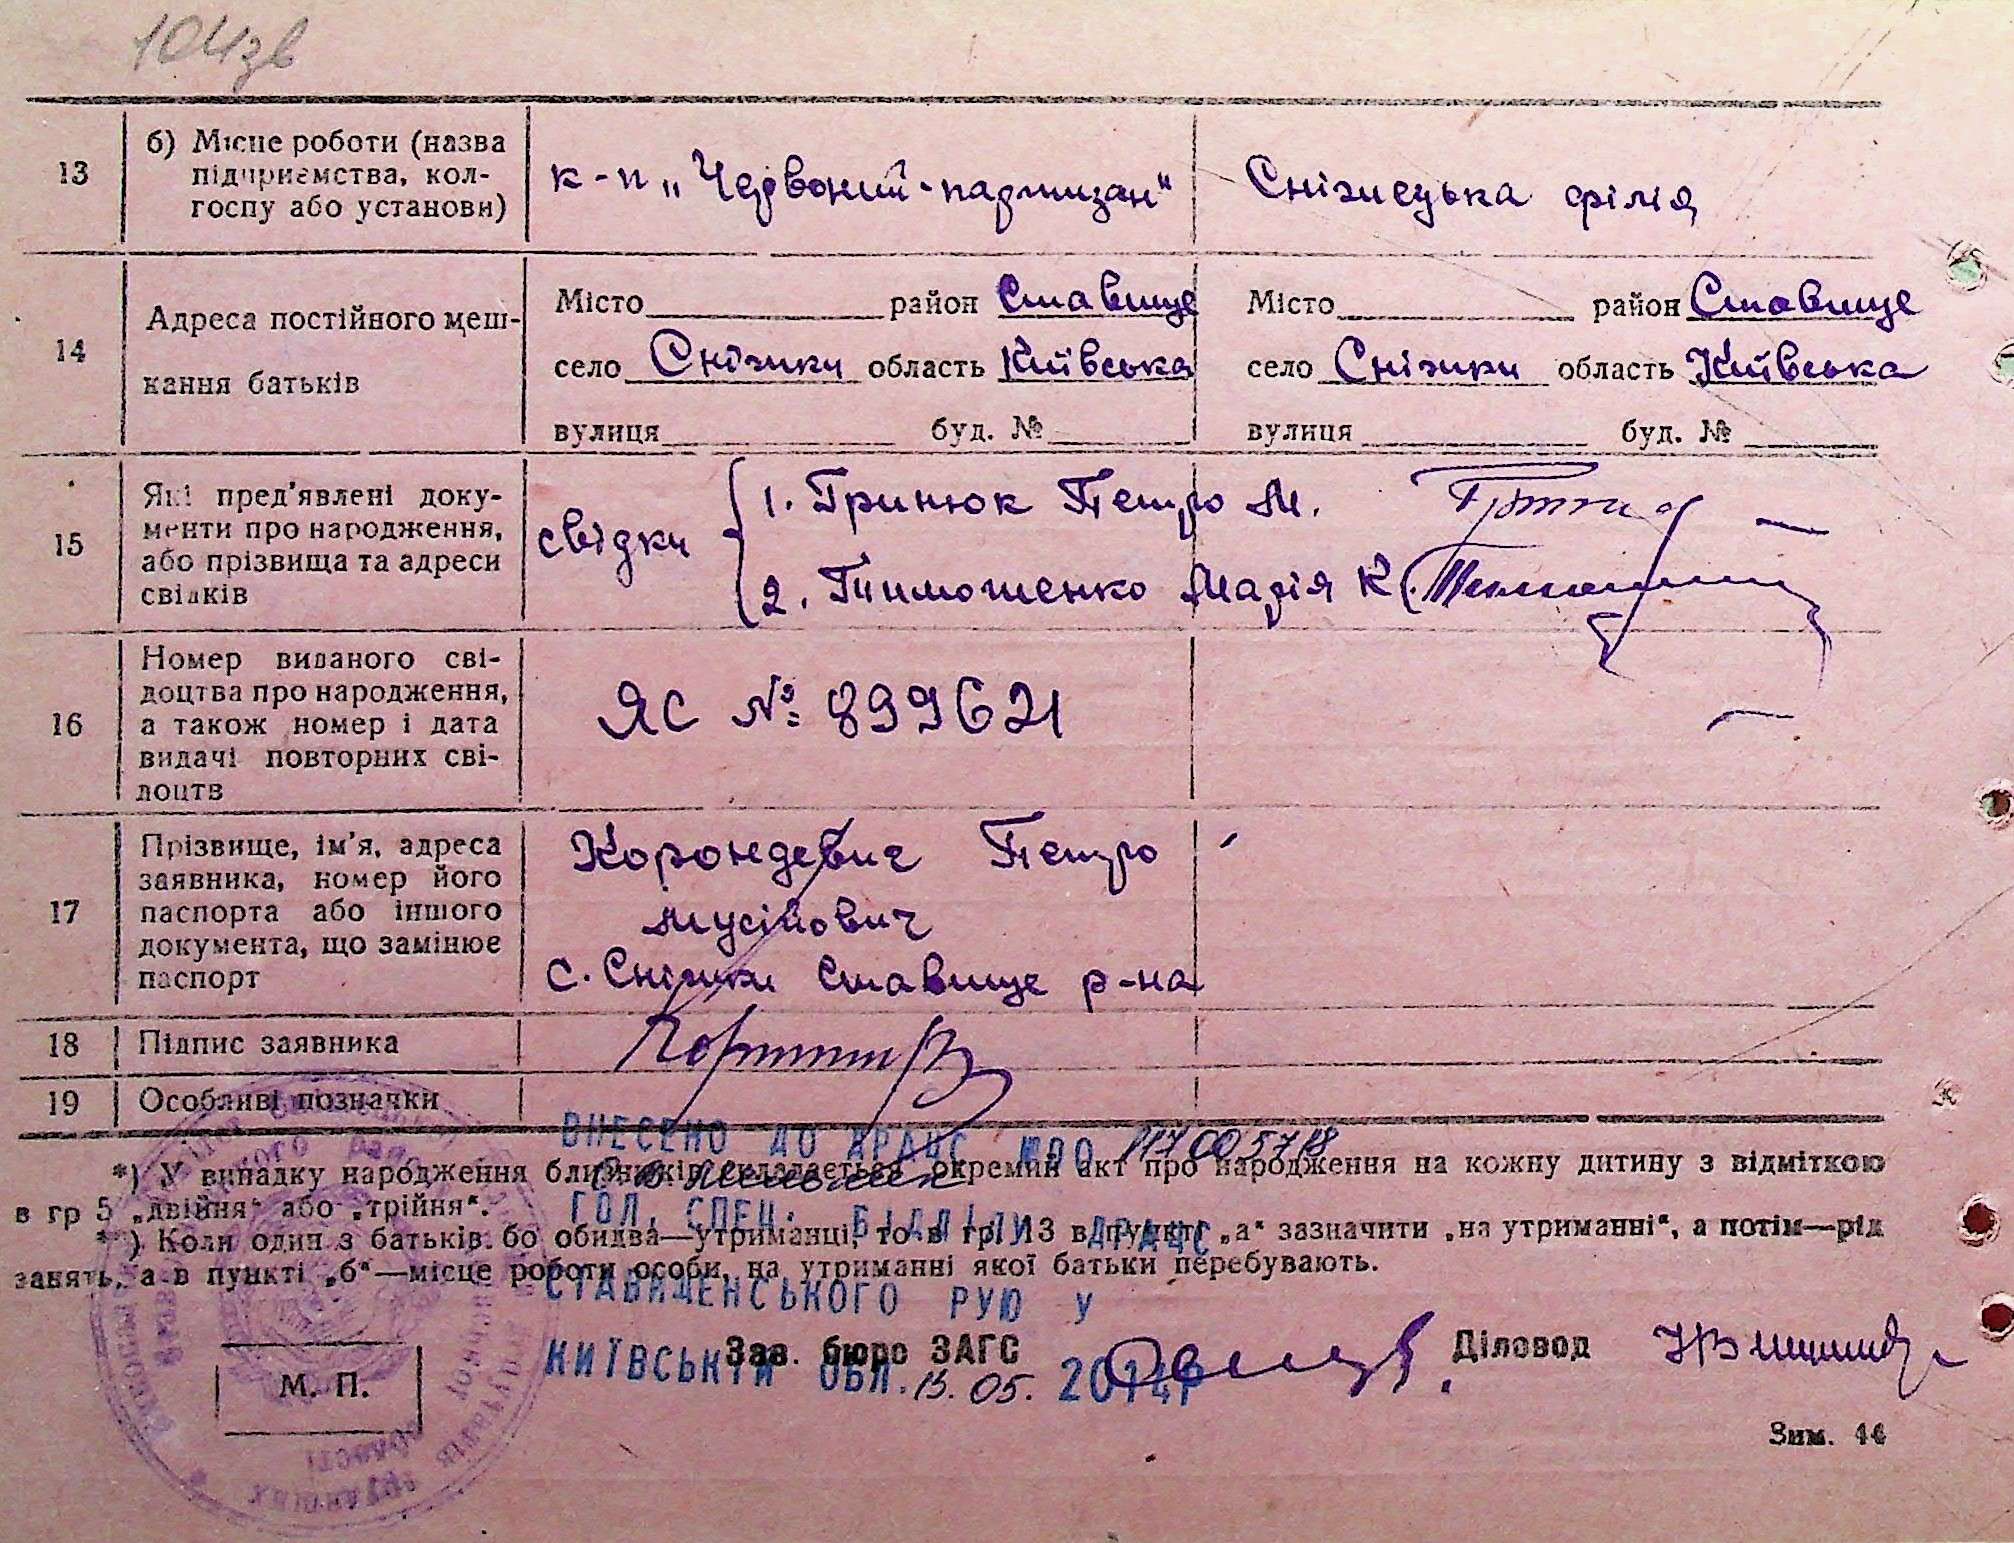 104зв
13
б) Місце роботи (назва
підприємства, кол-
госпу або установи)
к-п „Червоний-партизан"
Сніжецька філія
14
Адреса постійного меш-
кання батьків
Місто район Ставище
село Сніжки область Київська
вулиця буд. №
Місто район Ставище
село Сніжки область Київська
вулиця буд. №
15
Які пред'явлені доку-
менти про народження,
або прізвища та адреси
свідків
свідки
1. Гринюк Петро М.
2. Тимошенко Марія К.
16
Номер виданого сві-
доцтва про народження,
а також номер і дата
видачі повторних сві-
доцтв
ЯС № 899621
17
Прізвище, ім'я, адреса
заявника, номер його
паспорта або іншого
документа, що замінює
паспорт
Корондевич Петро
Мусійович
с. Сніжки Ставище р-на
18
Підпис заявника
19
Особливі позначки
ВНЕСЕНО ДО ДРАЦС
*) У випадку народження близників складається окремий акт про народження на кожну дитину з відміткою
в гр 5 „двійня" або „трійня".
ГОЛ. СПЕЦ. ВІДДІЛУ ДРАЦС
**) Коли один з батьків бо обидва—утриманці, то в гр. 13 в пункті „а" зазначити „на утриманні", а потім—рід
занять, а в пункті „б"—місце роботи особи, на утриманні якої батьки перебувають.
СТАВИЩЕНСЬКОГО РУЮ У
КИЇВСЬКІЙ ОБЛ. 13.05. 2014р
Зав. бюро ЗАГС
Діловод
М. П.
Зим. 44